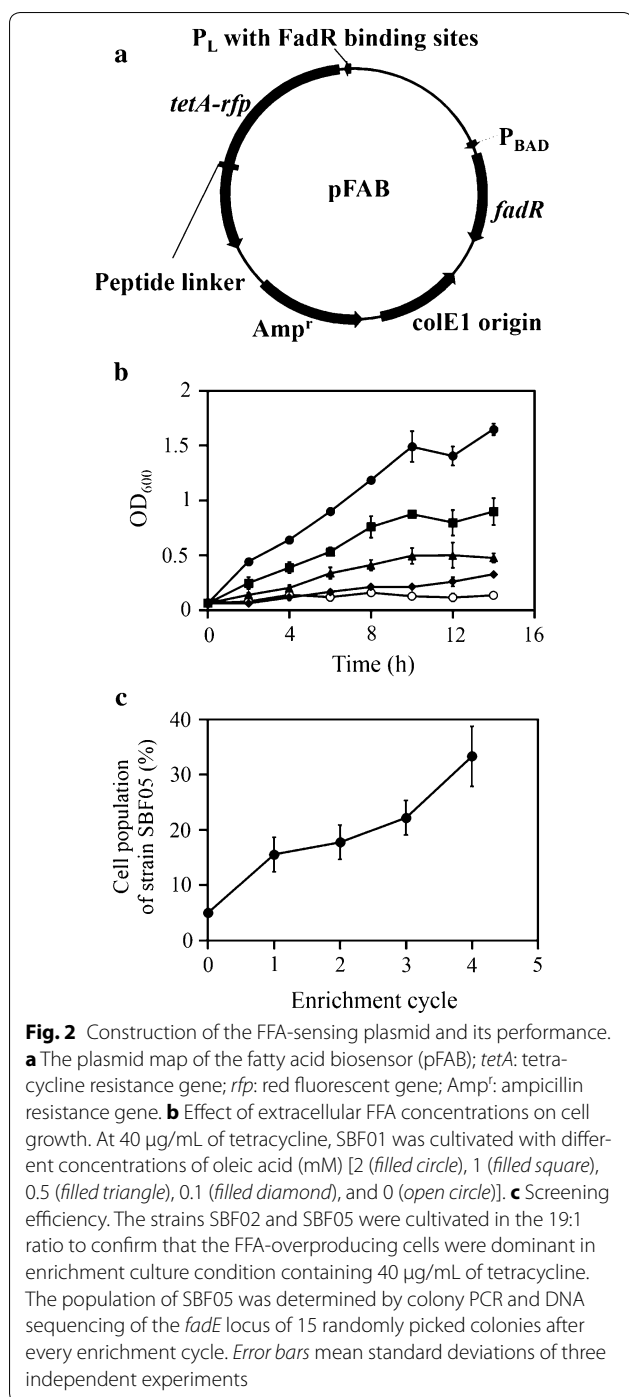 a
P_L with FadR binding sites
tetA-rfp
P_BAD
pFAB
fadR
Peptide linker
Amp^r
colE1 origin
b
2
1.5
1
0.5
0
OD_600
0 4 8 12 16
Time (h)
c
40
30
20
10
0
Cell population
of strain SBF05 (%)
0 1 2 3 4 5
Enrichment cycle
Fig. 2 Construction of the FFA-sensing plasmid and its performance.
a The plasmid map of the fatty acid biosensor (pFAB); tetA: tetra-
cycline resistance gene; rfp: red fluorescent gene; Amp^r: ampicillin
resistance gene. b Effect of extracellular FFA concentrations on cell
growth. At 40 μg/mL of tetracycline, SBF01 was cultivated with differ-
ent concentrations of oleic acid (mM) [2 (filled circle), 1 (filled square),
0.5 (filled triangle), 0.1 (filled diamond), and 0 (open circle)]. c Screening
efficiency. The strains SBF02 and SBF05 were cultivated in the 19:1
ratio to confirm that the FFA-overproducing cells were dominant in
enrichment culture condition containing 40 μg/mL of tetracycline.
The population of SBF05 was determined by colony PCR and DNA
sequencing of the fadE locus of 15 randomly picked colonies after
every enrichment cycle. Error bars mean standard deviations of three
independent experiments